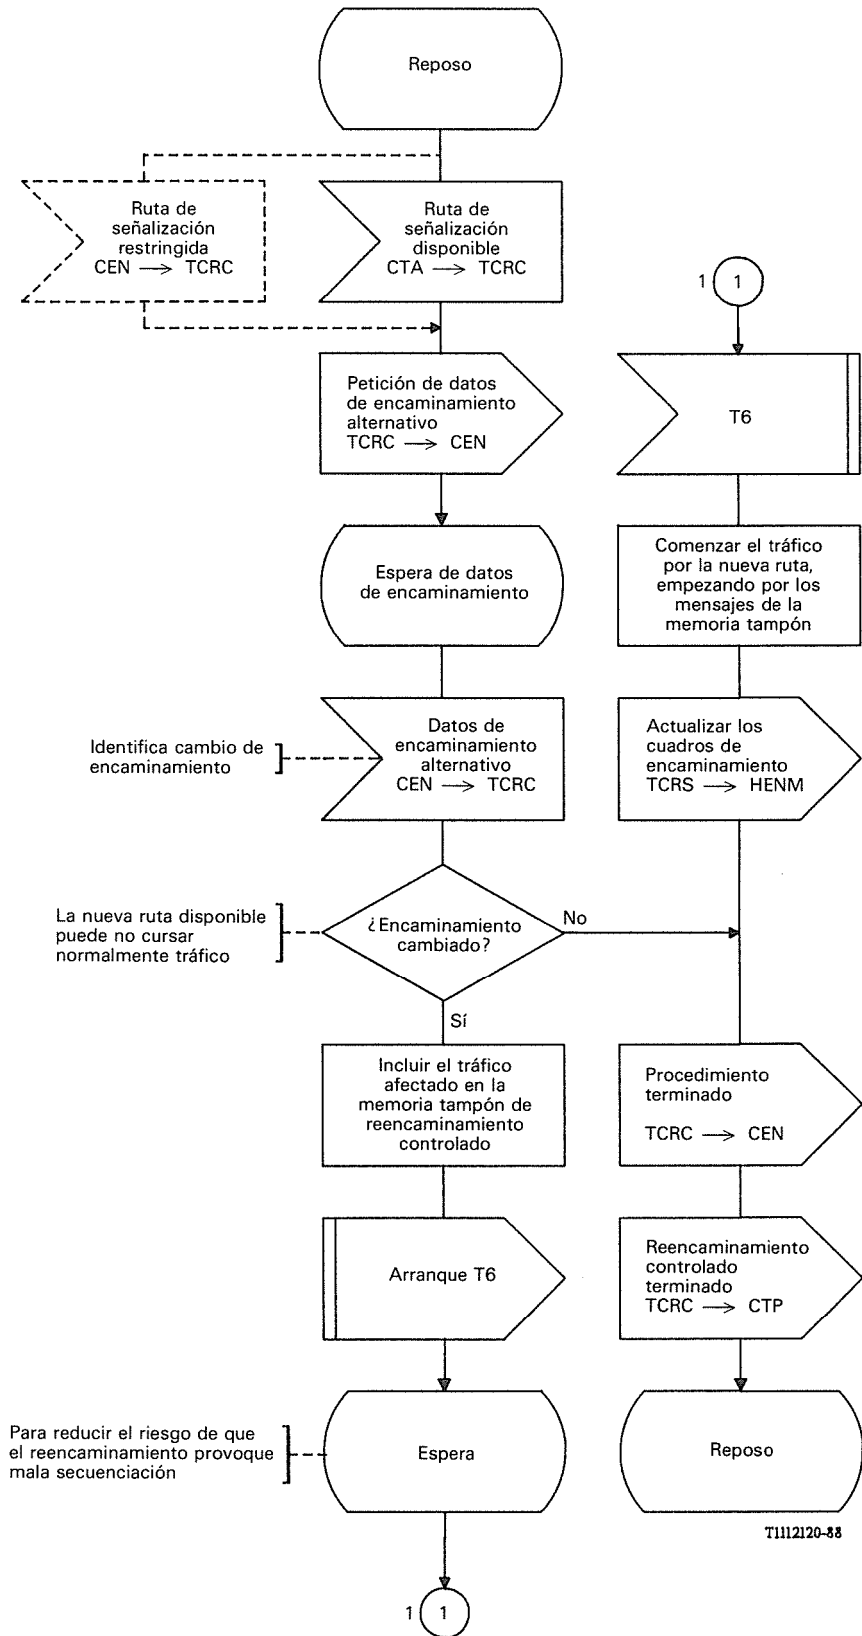 Reposo
Ruta de
señalización
restringida
CEN → TCRC
Ruta de
señalización
disponible
CTA → TCRC
Petición de datos
de encaminamiento
alternativo
TCRC → CEN
Espera de datos
de encaminamiento
Identifica cambio de
encaminamiento
Datos de
encaminamiento
alternativo
CEN → TCRC
La nueva ruta disponible
puede no cursar
normalmente tráfico
¿Encaminamiento
cambiado?
No
Sí
Incluir el tráfico
afectado en la
memoria tampón de
reencaminamiento
controlado
Arranque T6
Para reducir el riesgo de que
el reencaminamiento provoque
mala secuenciación
Espera
1 1
1 1
T6
Comenzar el tráfico
por la nueva ruta,
empezando por los
mensajes de la
memoria tampón
Actualizar los
cuadros de
encaminamiento
TCRS → HENM
Procedimiento
terminado
TCRC → CEN
Reencaminamiento
controlado
terminado
TCRC → CTP
Reposo
T1112120-88